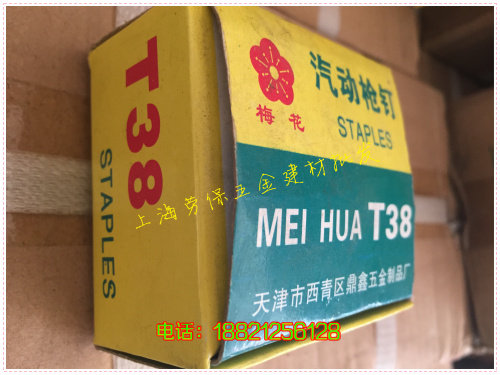 T38
STAPLES
梅花
汽动枪钉
STAPLES
MEI HUA T38
天津市西青区鼎鑫五金制品厂
上海劳保五金建材批发
电话：18821256128